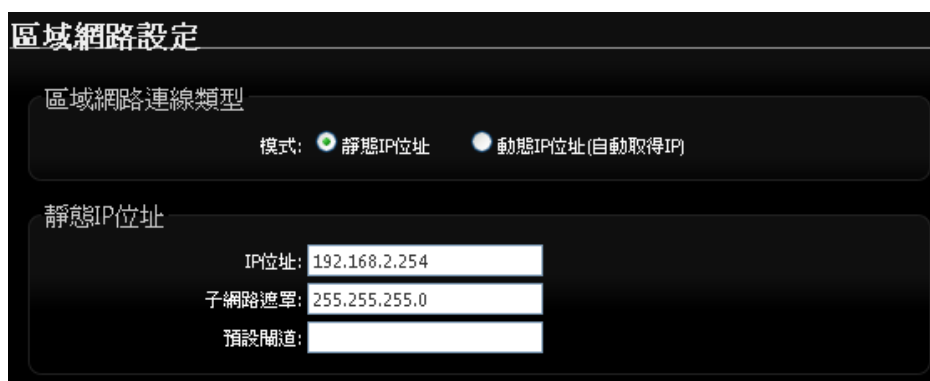 區域網路設定
區域網路連線類型
模式: 靜態IP位址 動態IP位址(自動取得IP)
靜態IP位址
IP位址: 192.168.2.254
子網路遮罩: 255.255.255.0
預設閘道: